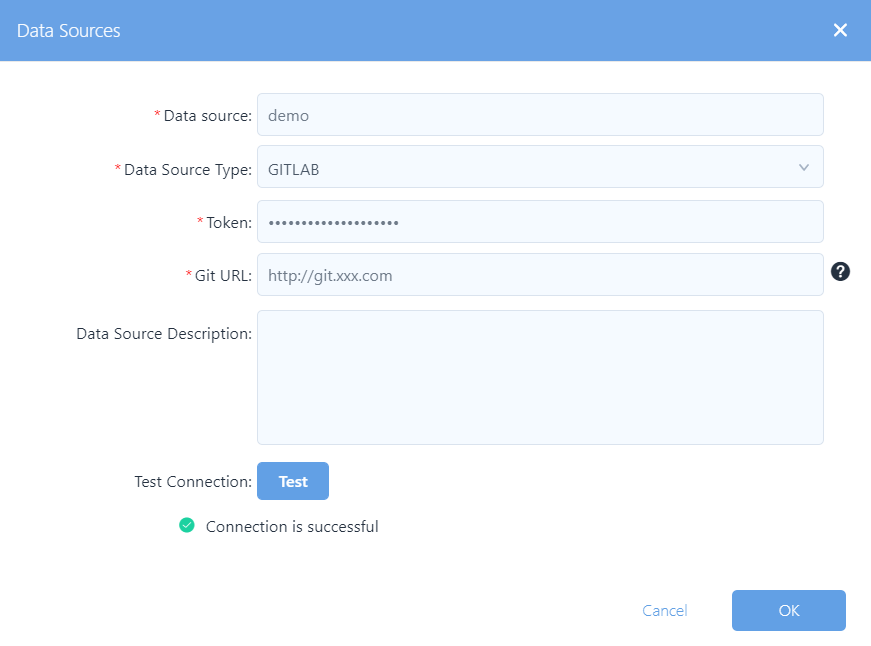 Data Sources
* Data source: demo
* Data Source Type: GITLAB
* Token: ••••••••••••••••••••
* Git URL: http://git.xxx.com
?
Data Source Description:
Test Connection: Test
Connection is successful
Cancel OK